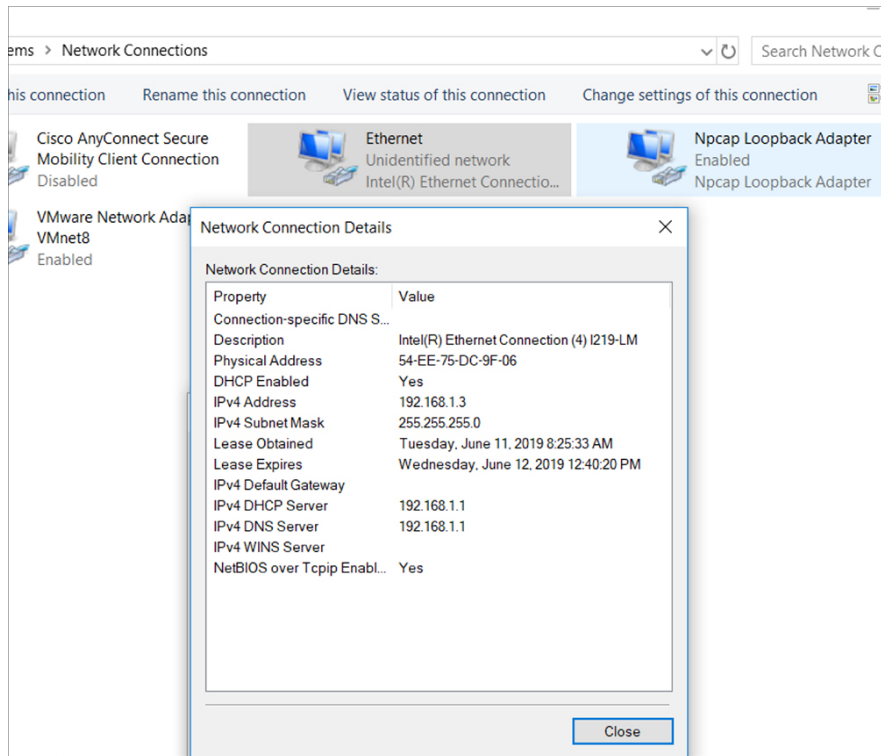 ems > Network Connections
Search Network C
his connection Rename this connection View status of this connection Change settings of this connection
Cisco AnyConnect Secure
Mobility Client Connection
Disabled
Ethernet
Unidentified network
Intel(R) Ethernet Connectio...
Npcap Loopback Adapter
Enabled
Npcap Loopback Adapter
VMware Network Adap
VMnet8
Enabled
Network Connection Details
Network Connection Details:
Property Value
Connection-specific DNS S...
Description Intel(R) Ethernet Connection (4) I219-LM
Physical Address 54-EE-75-DC-9F-06
DHCP Enabled Yes
IPv4 Address 192.168.1.3
IPv4 Subnet Mask 255.255.255.0
Lease Obtained Tuesday, June 11, 2019 8:25:33 AM
Lease Expires Wednesday, June 12, 2019 12:40:20 PM
IPv4 Default Gateway
IPv4 DHCP Server 192.168.1.1
IPv4 DNS Server 192.168.1.1
IPv4 WINS Server
NetBIOS over Tcpip Enabl... Yes
Close